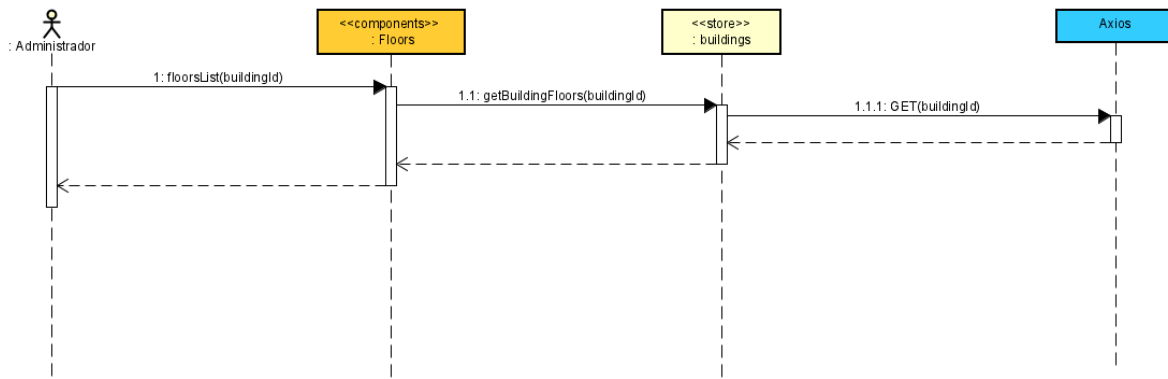 <<components>>
: Floors
<<store>>
: buildings
Axios
: Administrador
1: floorsList(buildingId)
1.1: getBuildingFloors(buildingId)
1.1.1: GET(buildingId)